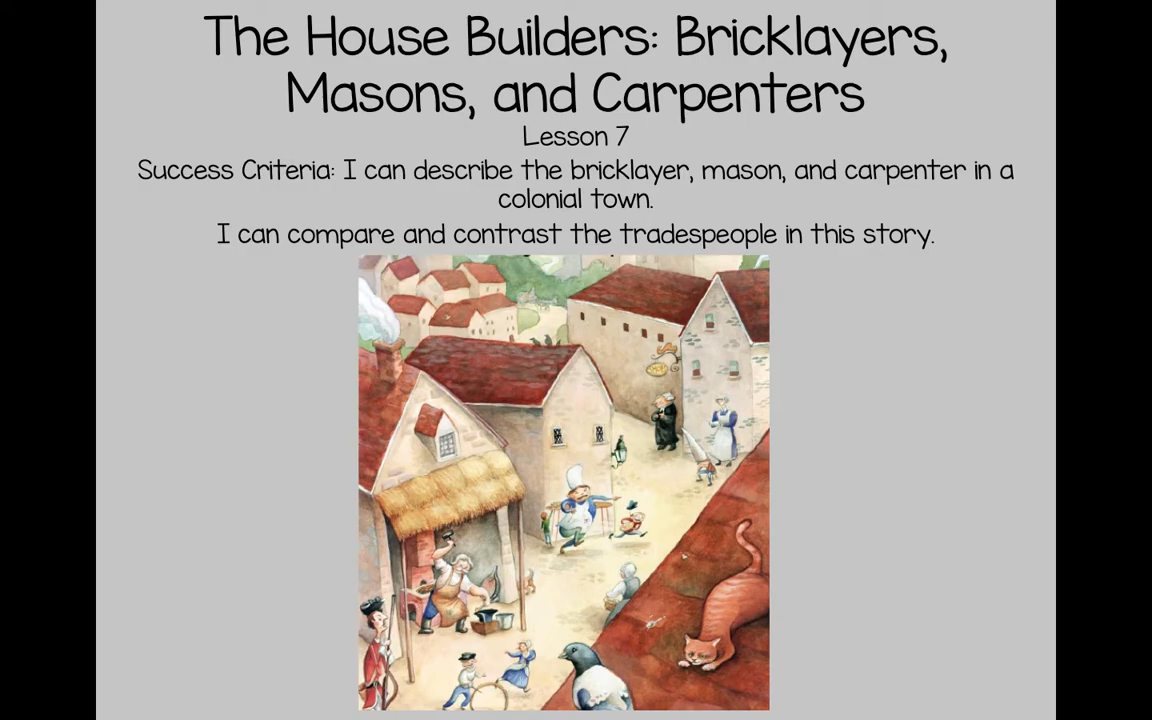 The House Builders: Bricklayers,
Masons, and Carpenters
Lesson 7
Success Criteria: I can describe the bricklayer, mason, and carpenter in a
colonial town.
I can compare and contrast the tradespeople in this story.